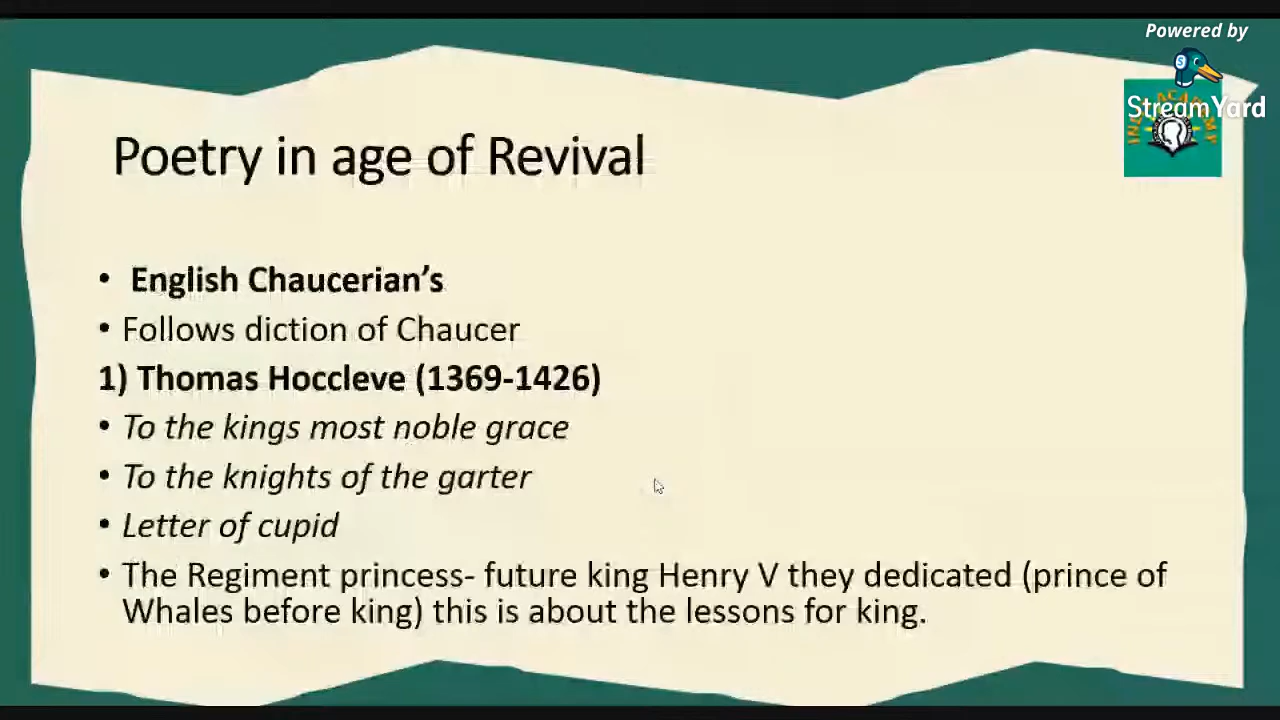 Powered by
StreamYard
Poetry in age of Revival
• English Chaucerian’s
• Follows diction of Chaucer
1) Thomas Hoccleve (1369-1426)
• To the kings most noble grace
• To the knights of the garter
• Letter of cupid
• The Regiment princess- future king Henry V they dedicated (prince of
Whales before king) this is about the lessons for king.